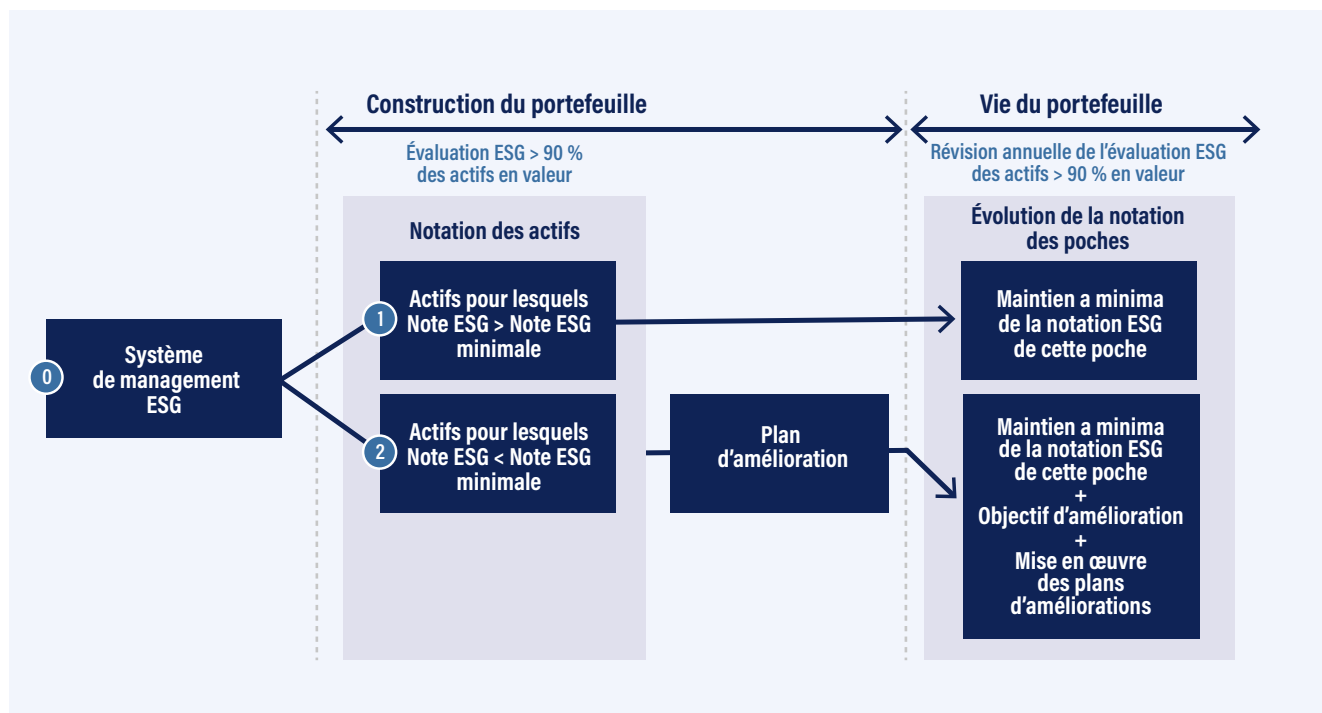 Construction du portefeuille
Vie du portefeuille
Évaluation ESG > 90 %
des actifs en valeur
Révision annuelle de l'évaluation ESG
des actifs > 90 % en valeur
Notation des actifs
Évolution de la notation
des poches
0
Système
de management
ESG
1
Actifs pour lesquels
Note ESG > Note ESG
minimale
Maintien a minima
de la notation ESG
de cette poche
2
Actifs pour lesquels
Note ESG < Note ESG
minimale
Plan
d'amélioration
Maintien a minima
de la notation ESG
de cette poche
+
Objectif d'amélioration
+
Mise en œuvre
des plans
d'améliorations